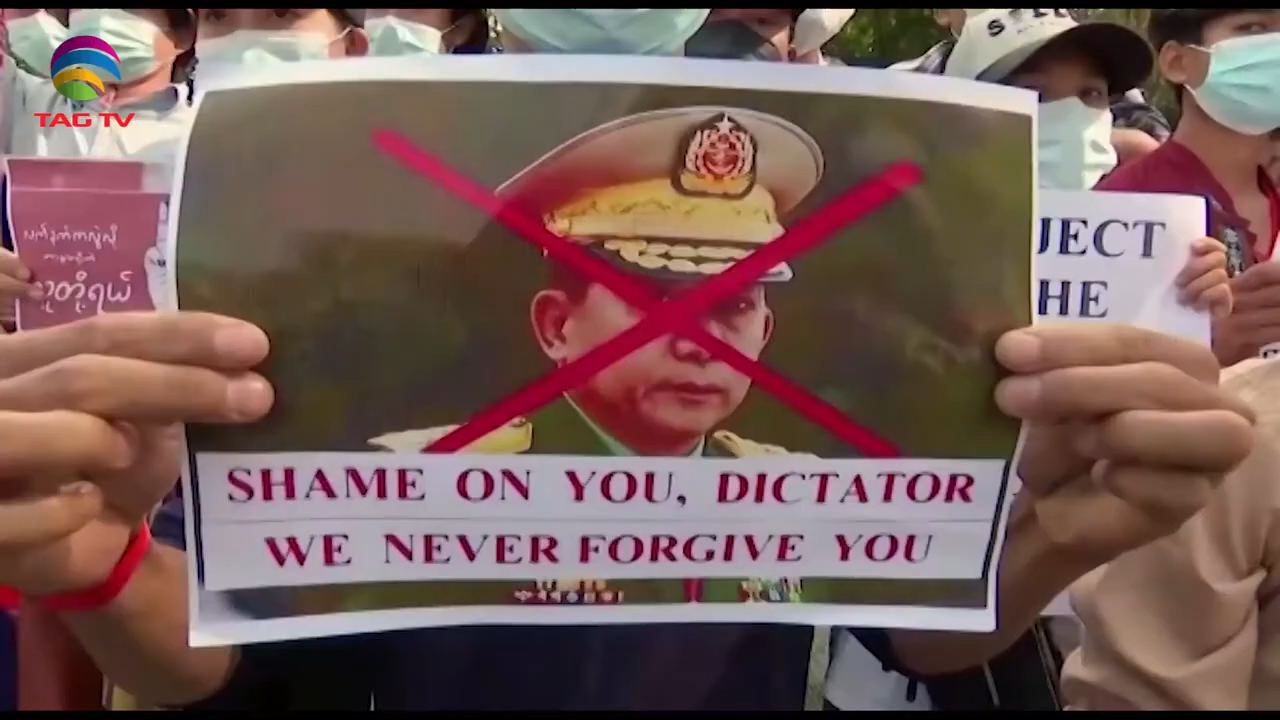 TAG TV
SHAME ON YOU, DICTATOR
WE NEVER FORGIVE YOU
JECT
HE